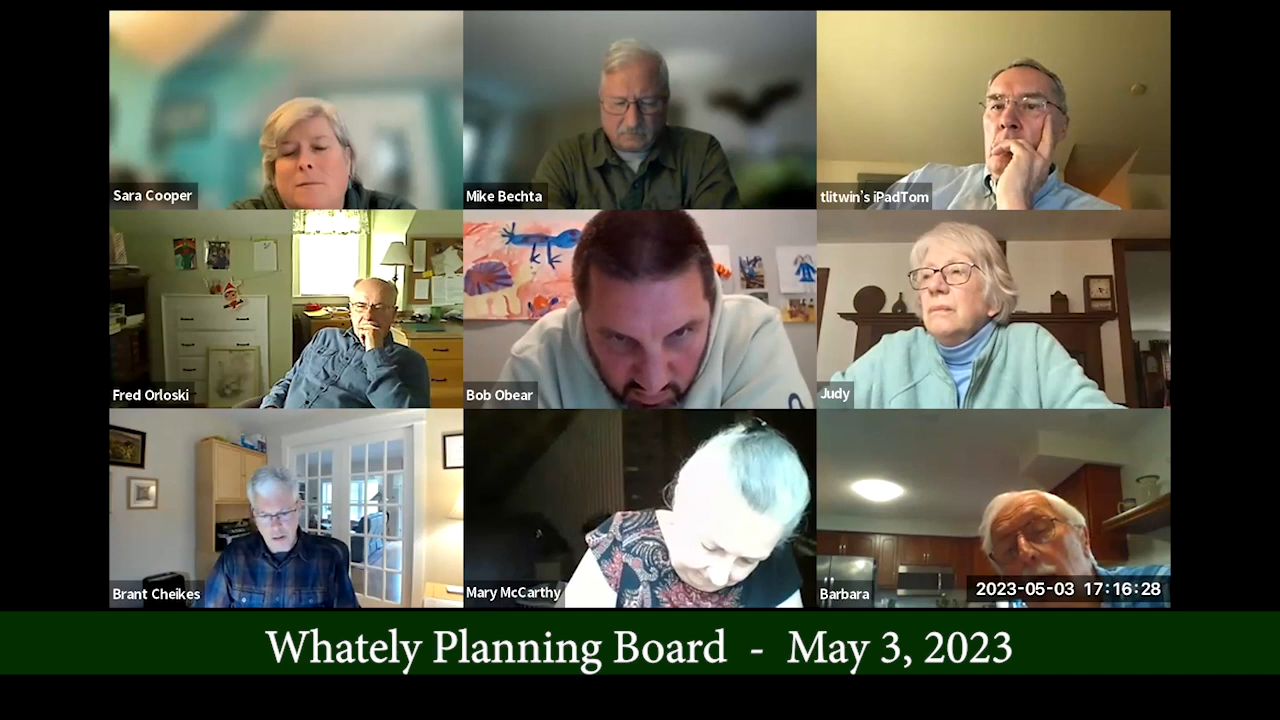 Sara Cooper
Mike Bechta
tlitwin's iPadTom
Fred Orloski
Bob Obear
Judy
Brant Cheikes
Mary McCarthy
Barbara
2023-05-03 17:16:28
Whately Planning Board - May 3, 2023